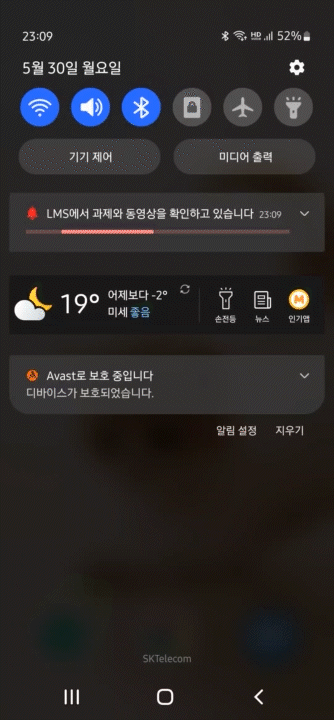 23:09
HD 52%
5월 30일 월요일
기기 제어
미디어 출력
LMS에서 과제와 동영상을 확인하고 있습니다 23:09
19°
어제보다 -2°
미세 좋음
손전등
뉴스
M
인기앱
Avast로 보호 중입니다
디바이스가 보호되었습니다.
알림 설정
지우기
SKTelecom